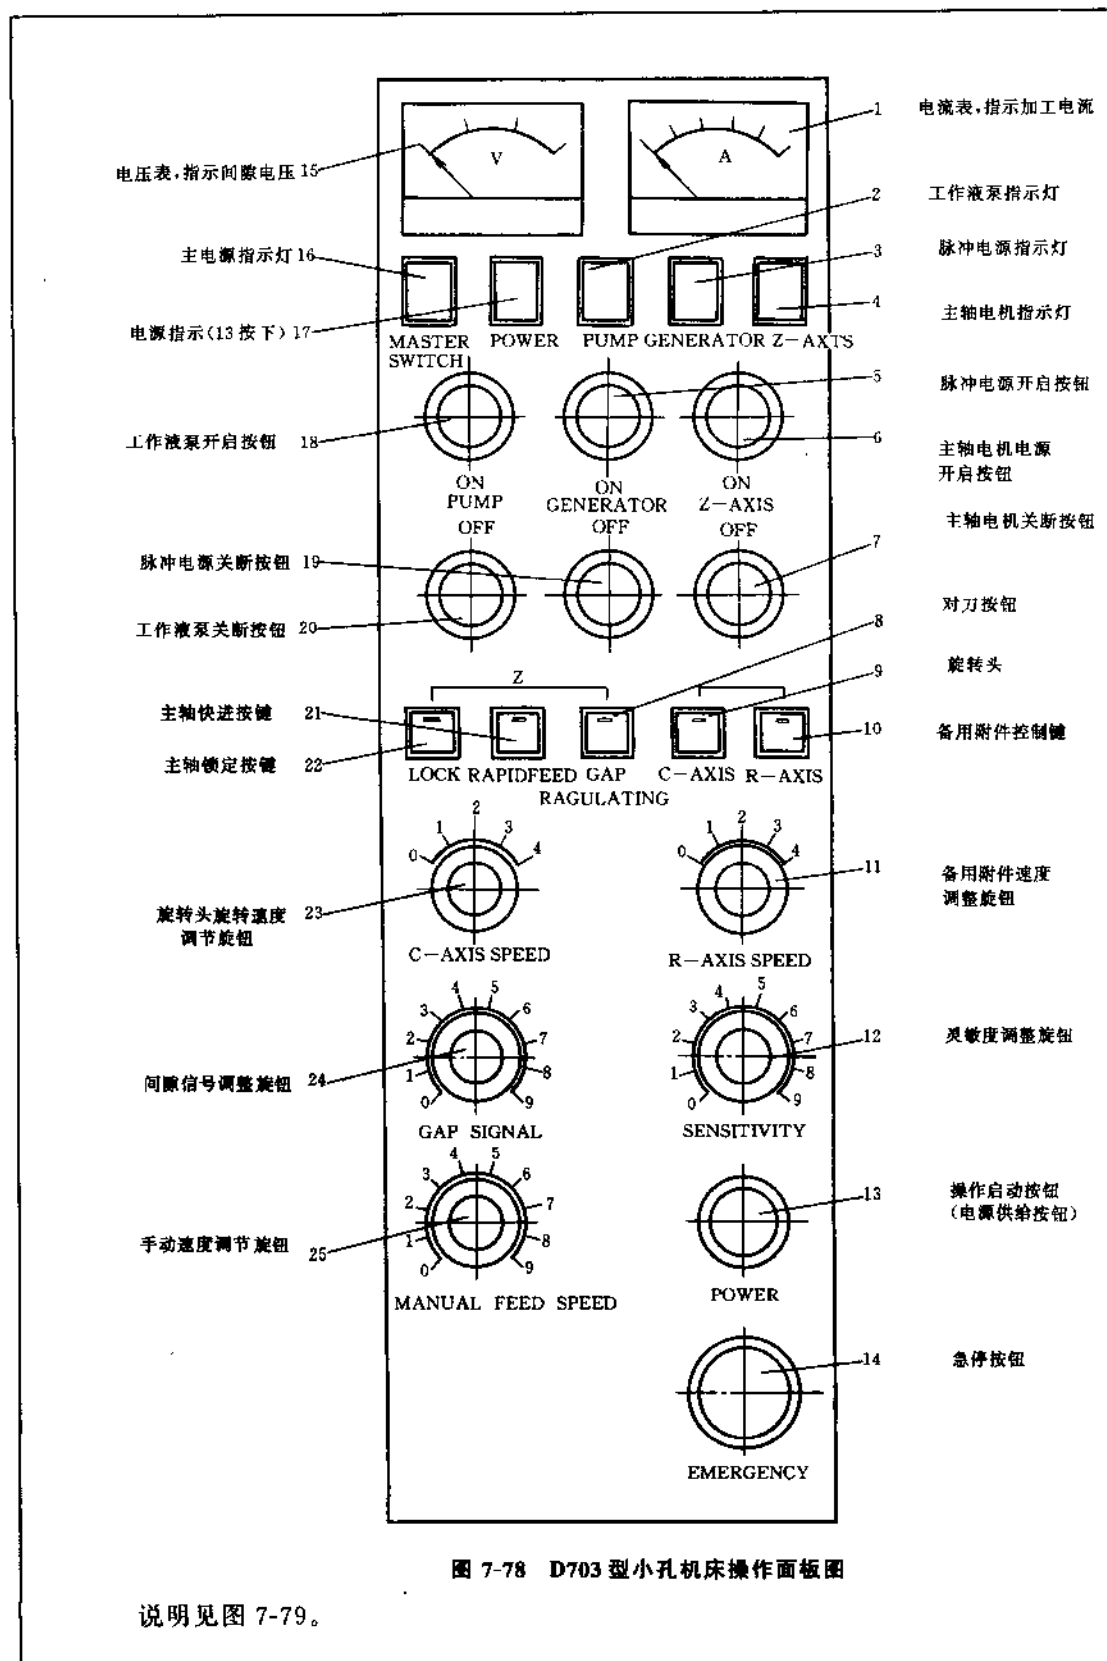 1 电流表,指示加工电流
V
A
电压表,指示间隙电压 15
2 工作液泵指示灯
主电源指示灯 16
3 脉冲电源指示灯
4 主轴电机指示灯
电源指示(13 按下) 17
MASTER SWITCH
POWER
PUMP
GENERATOR
Z-AXTS
5 脉冲电源开启按钮
工作液泵开启按钮 18
6 主轴电机电源
开启按钮
ON
PUMP
OFF
ON
GENERATOR
OFF
ON
Z-AXIS
OFF
主轴电机关断按钮
7
脉冲电源关断按钮 19
对刀按钮
8
工作液泵关断按钮 20
旋转头
9
Z
主轴快进按键 21
10 备用附件控制键
主轴锁定按键 22
LOCK
RAPIDFEED
GAP
RAGULATING
C-AXIS
R-AXIS
0 1 2 3 4
0 1 2 3 4
11 备用附件速度
调整旋钮
旋转头旋转速度 23
调节旋钮
C-AXIS SPEED
R-AXIS SPEED
0 1 2 3 4 5 6 7 8 9
0 1 2 3 4 5 6 7 8 9
12 灵敏度调整旋钮
间隙信号调整旋钮 24
GAP SIGNAL
SENSITIVITY
0 1 2 3 4 5 6 7 8 9
13 操作启动按钮
(电源供给按钮)
手动速度调节旋钮 25
MANUAL FEED SPEED
POWER
14 急停按钮
EMERGENCY
图 7-78 D703 型小孔机床操作面板图
说明见图 7-79。